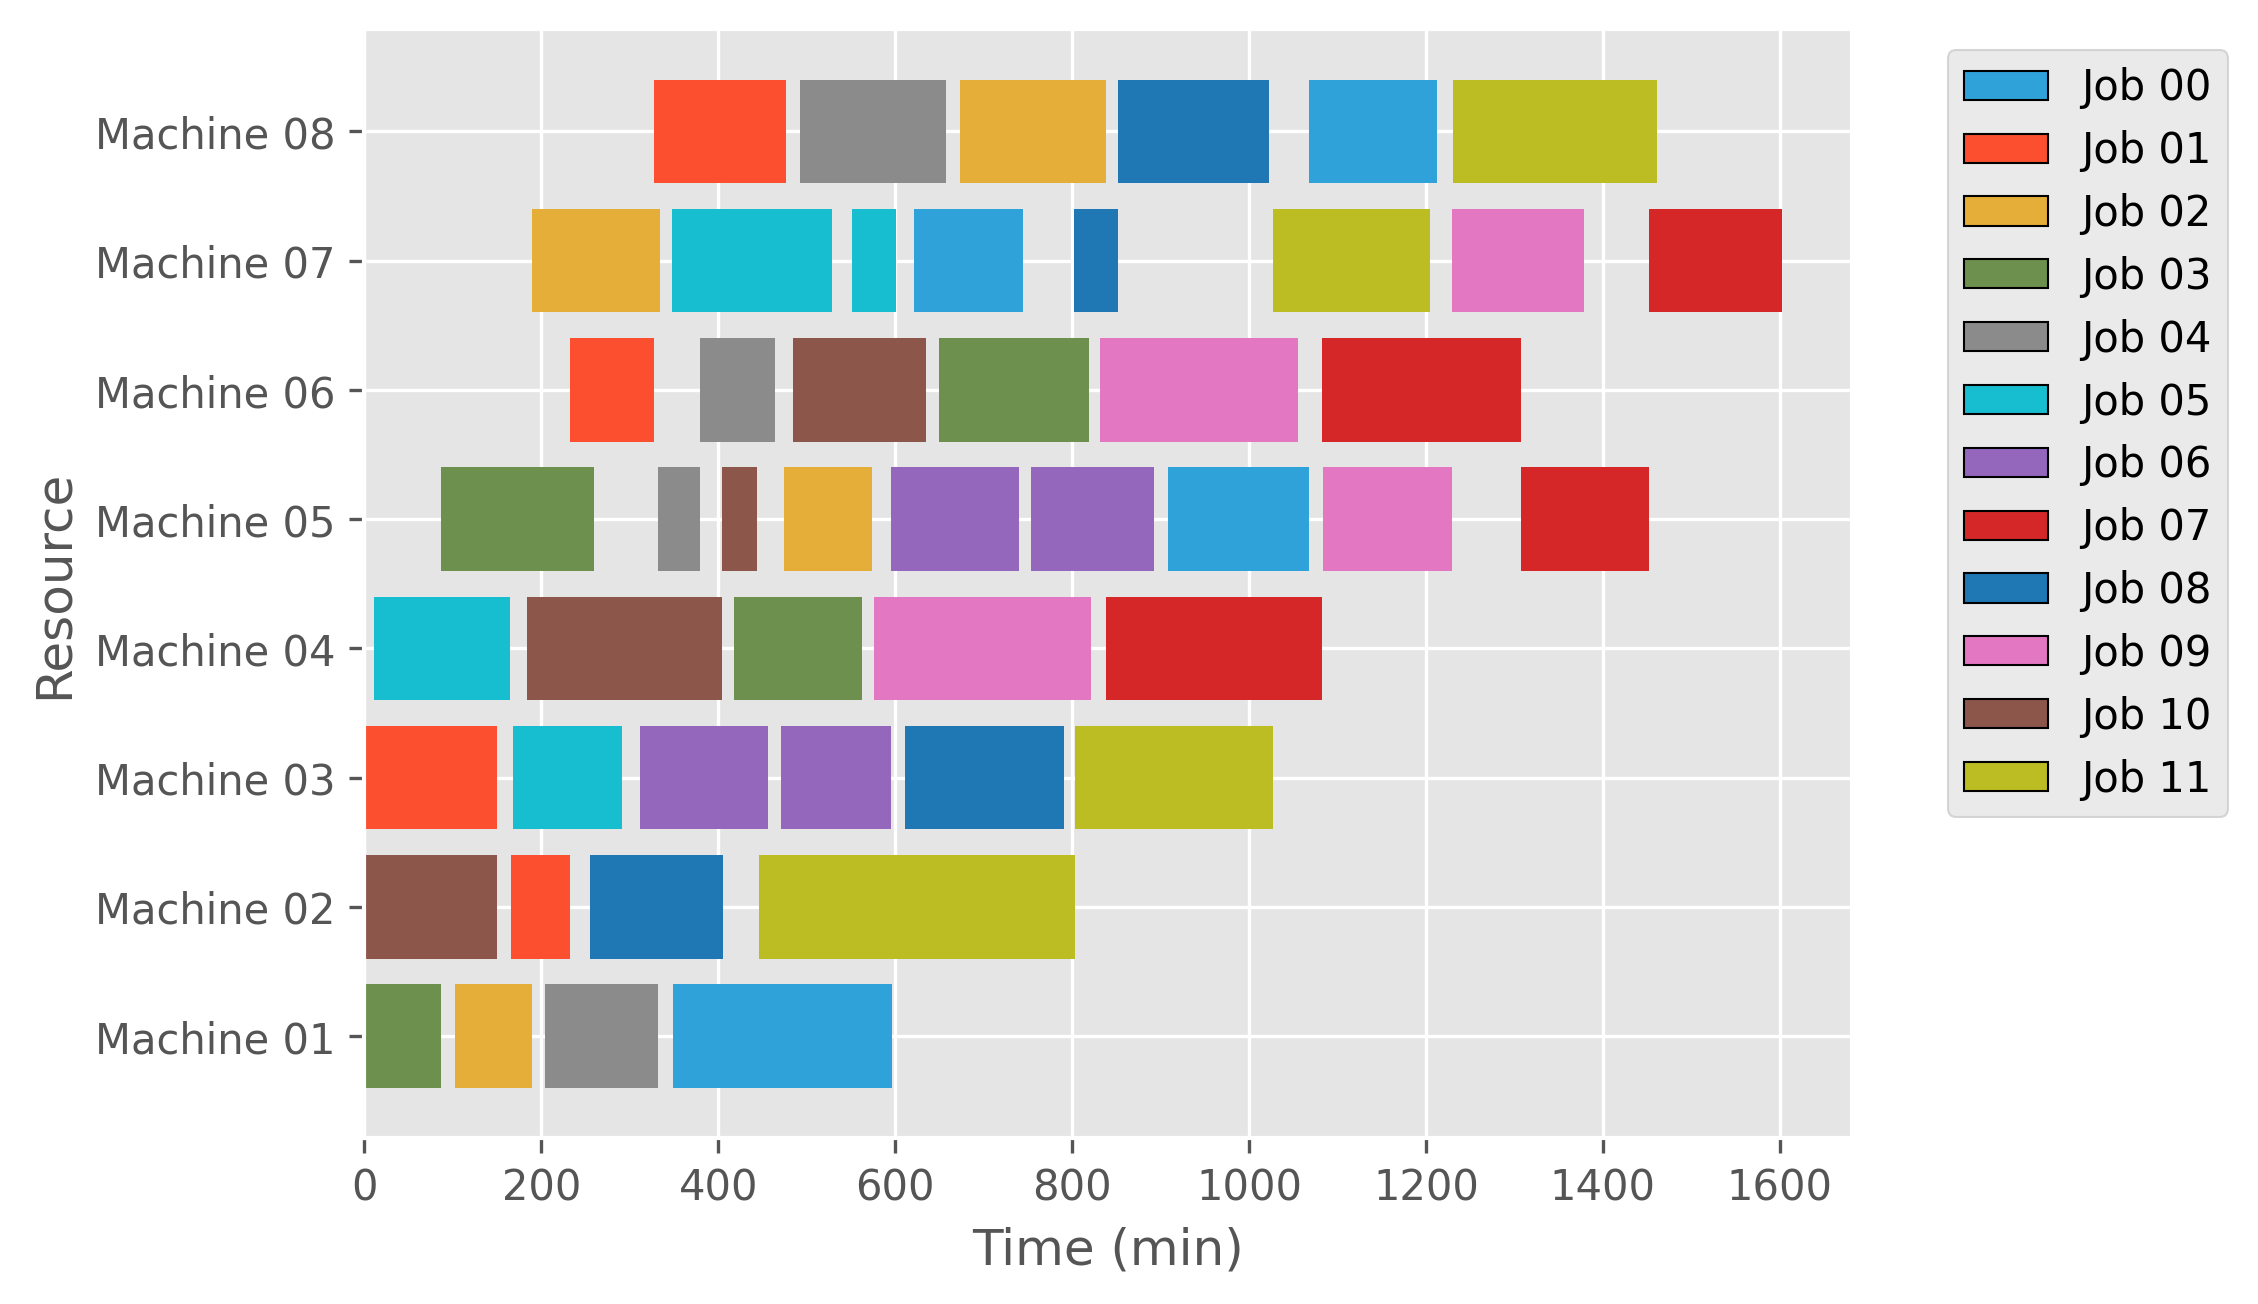 Machine 08
Machine 07
Machine 06
Machine 05
Machine 04
Machine 03
Machine 02
Machine 01
Resource
0 200 400 600 800 1000 1200 1400 1600
Time (min)
Job 00
Job 01
Job 02
Job 03
Job 04
Job 05
Job 06
Job 07
Job 08
Job 09
Job 10
Job 11